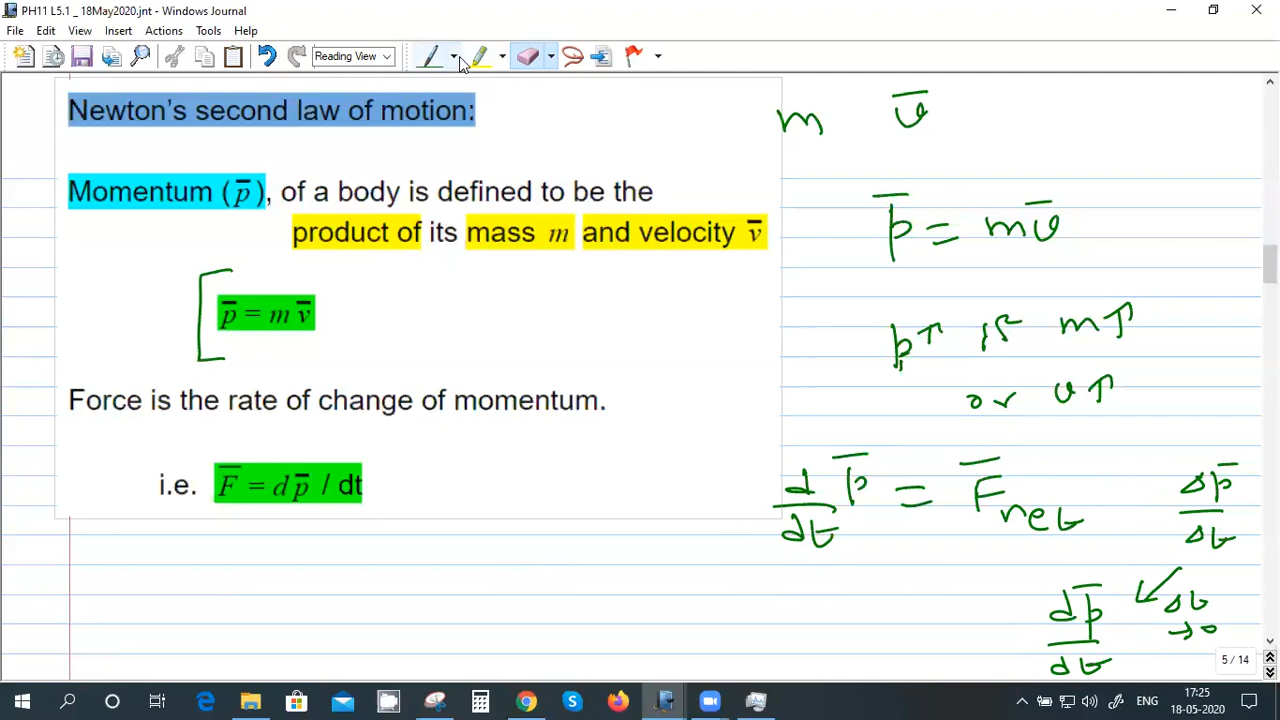 PH11 L5.1 _ 18May2020.jnt - Windows Journal
File Edit View Insert Actions Tools Help
Reading View
Newton's second law of motion:
m v̅
Momentum ( p̅ ), of a body is defined to be the
product of its mass m and velocity v̅
p̅ = m v̅
p̅ = m v̅
p↑ if m↑
or v↑
Force is the rate of change of momentum.
i.e. F̅ = d p̅ / dt
d/dt p̅ = F̅net
Δp̅/Δt
Δt → 0
dp̅/dt
5 / 14
ENG
17:25
18-05-2020